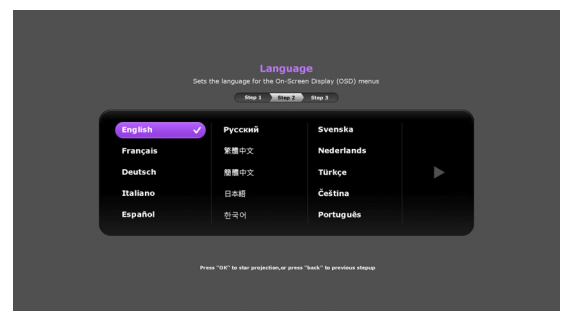 Language
Sets the language for the On-Screen Display (OSD) menus
Step 1 Step 2 Step 3
English Русский Svenska
Français 繁體中文 Nederlands
Deutsch 簡體中文 Türkçe
Italiano 日本語 Čeština
Español 한국어 Português
Press "OK" to star projection,or press "back" to previous stepup